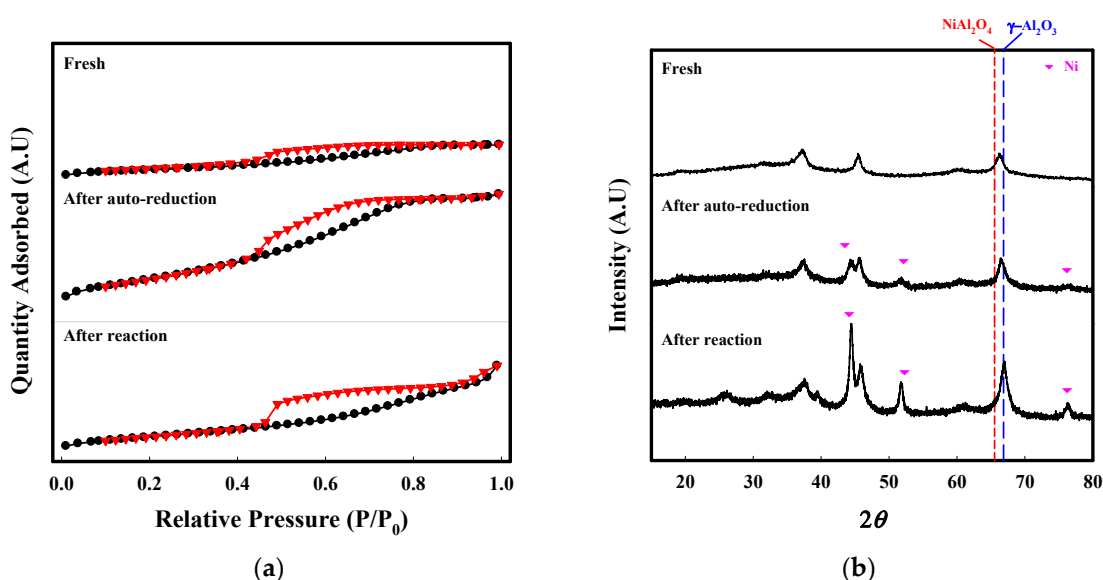 Fresh
After auto-reduction
After reaction
Quantity Adsorbed (A.U)
0.0 0.2 0.4 0.6 0.8 1.0
Relative Pressure (P/P₀)
(a)
NiAl₂O₄ γ-Al₂O₃
Fresh
Ni
After auto-reduction
After reaction
Intensity (A.U)
20 30 40 50 60 70 80
2θ
(b)